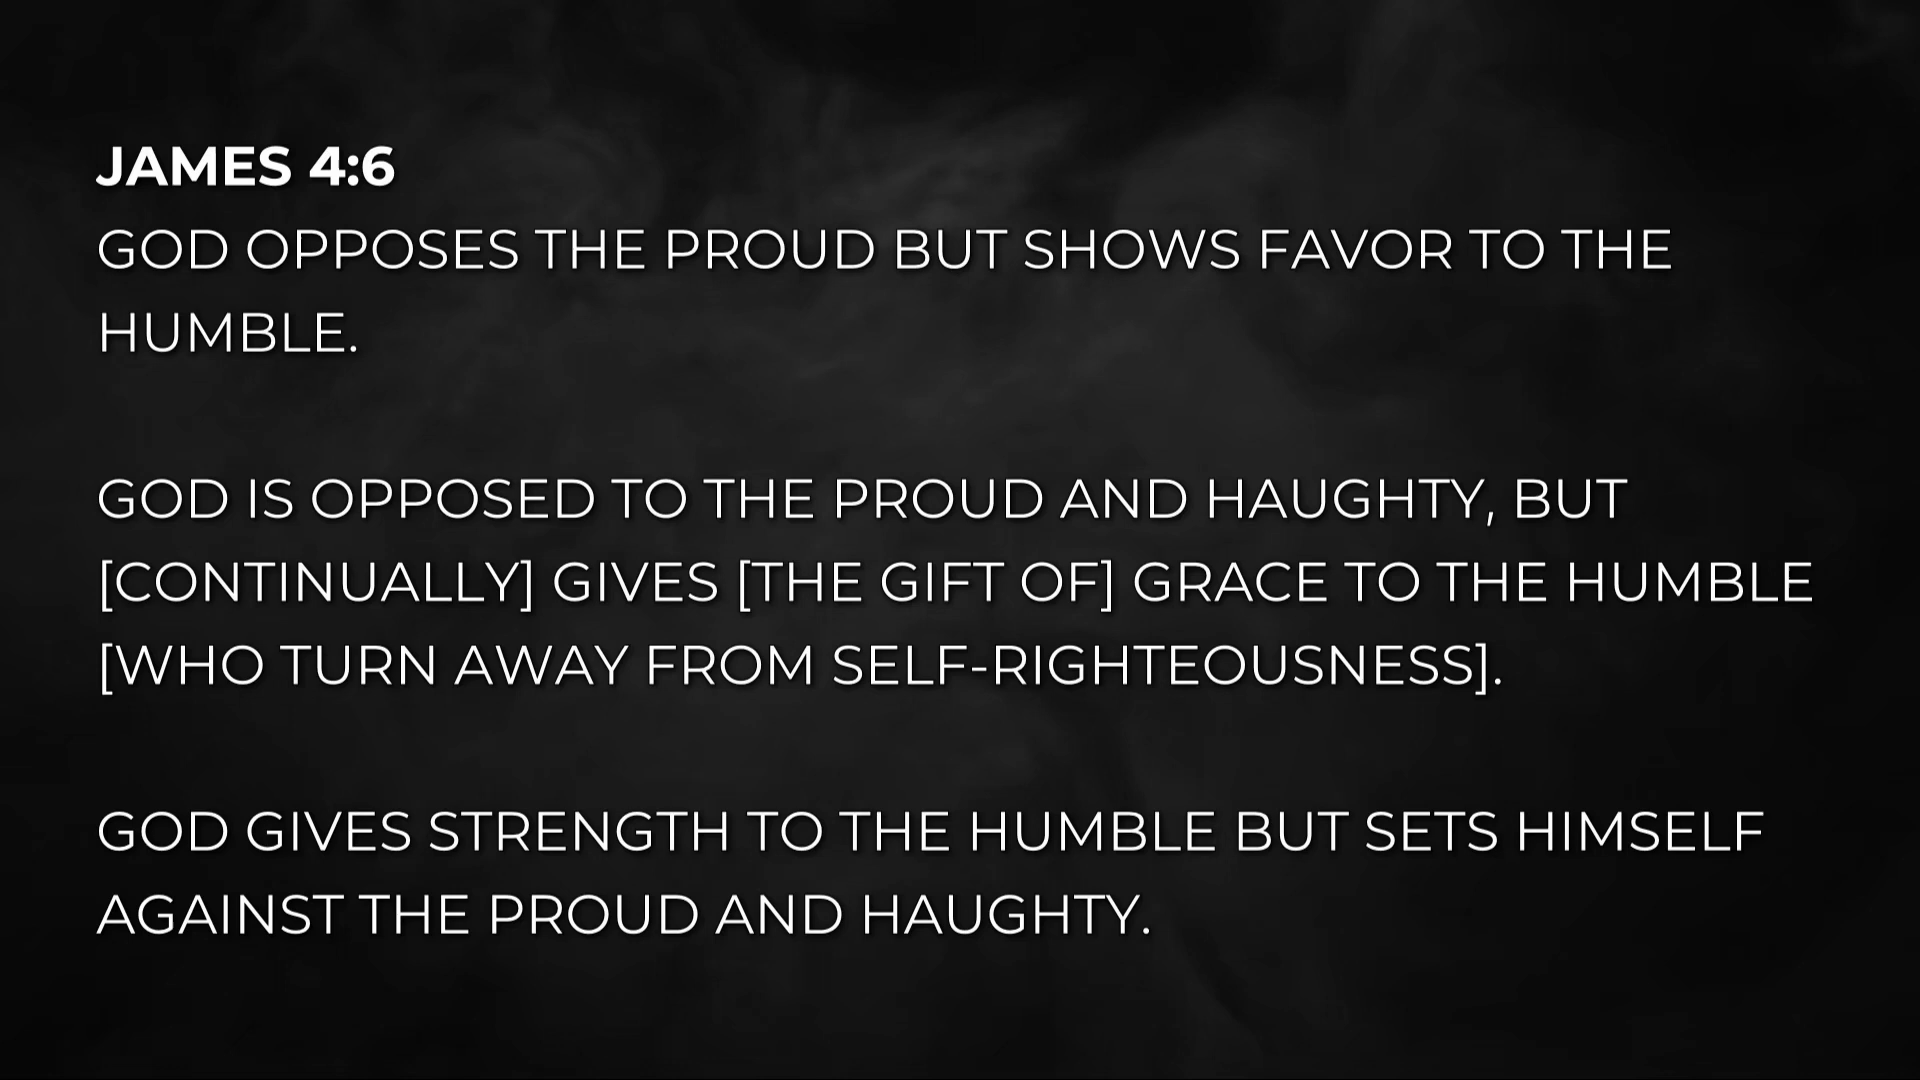 JAMES 4:6
GOD OPPOSES THE PROUD BUT SHOWS FAVOR TO THE
HUMBLE.
GOD IS OPPOSED TO THE PROUD AND HAUGHTY, BUT
[CONTINUALLY] GIVES [THE GIFT OF] GRACE TO THE HUMBLE
[WHO TURN AWAY FROM SELF-RIGHTEOUSNESS].
GOD GIVES STRENGTH TO THE HUMBLE BUT SETS HIMSELF
AGAINST THE PROUD AND HAUGHTY.